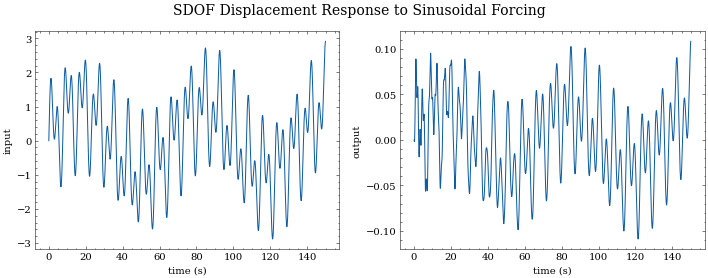 SDOF Displacement Response to Sinusoidal Forcing
3
2
1
0
−1
−2
−3
input
0 20 40 60 80 100 120 140
time (s)
0.10
0.05
0.00
−0.05
−0.10
output
0 20 40 60 80 100 120 140
time (s)